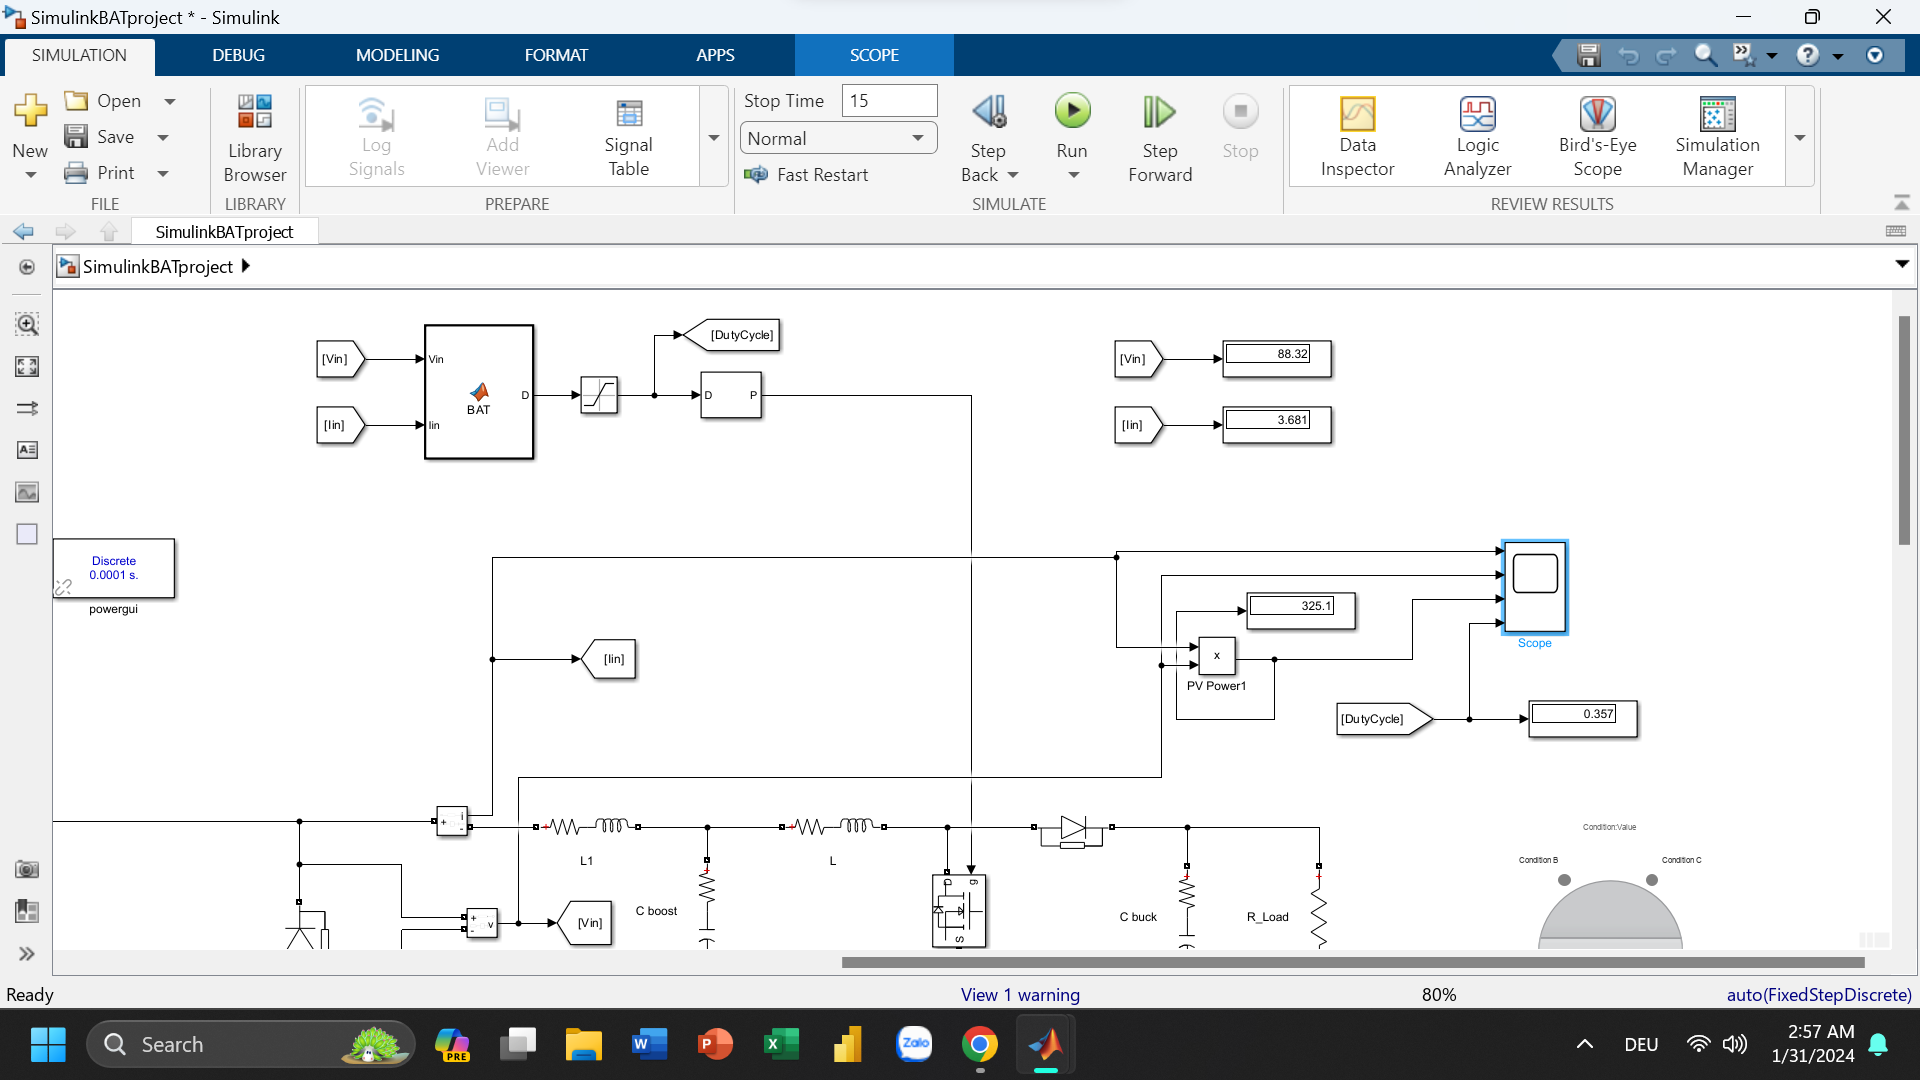 SimulinkBATproject * - Simulink
SIMULATION DEBUG MODELING FORMAT APPS SCOPE
New
Open
Save
Print
FILE
Library Browser
LIBRARY
Log Signals
Add Viewer
Signal Table
PREPARE
Stop Time 15
Normal
Fast Restart
Step Back
Run
Step Forward
Stop
SIMULATE
Data Inspector
Logic Analyzer
Bird's-Eye Scope
Simulation Manager
REVIEW RESULTS
SimulinkBATproject
SimulinkBATproject
[Vin]
[Iin]
Vin
Iin
BAT
D
[DutyCycle]
D P
[Vin] 88.32
[Iin] 3.681
Discrete
0.0001 s.
powergui
[Iin]
325.1
x
PV Power1
Scope
[DutyCycle] 0.357
+ i -
L1
L
C boost
+ v -
[Vin]
D g
S
C buck
R_Load
Condition:Value
Condition B
Condition C
Ready
View 1 warning
80%
auto(FixedStepDiscrete)
Search
PRE
W
P
X
Zalo
DEU
2:57 AM
1/31/2024